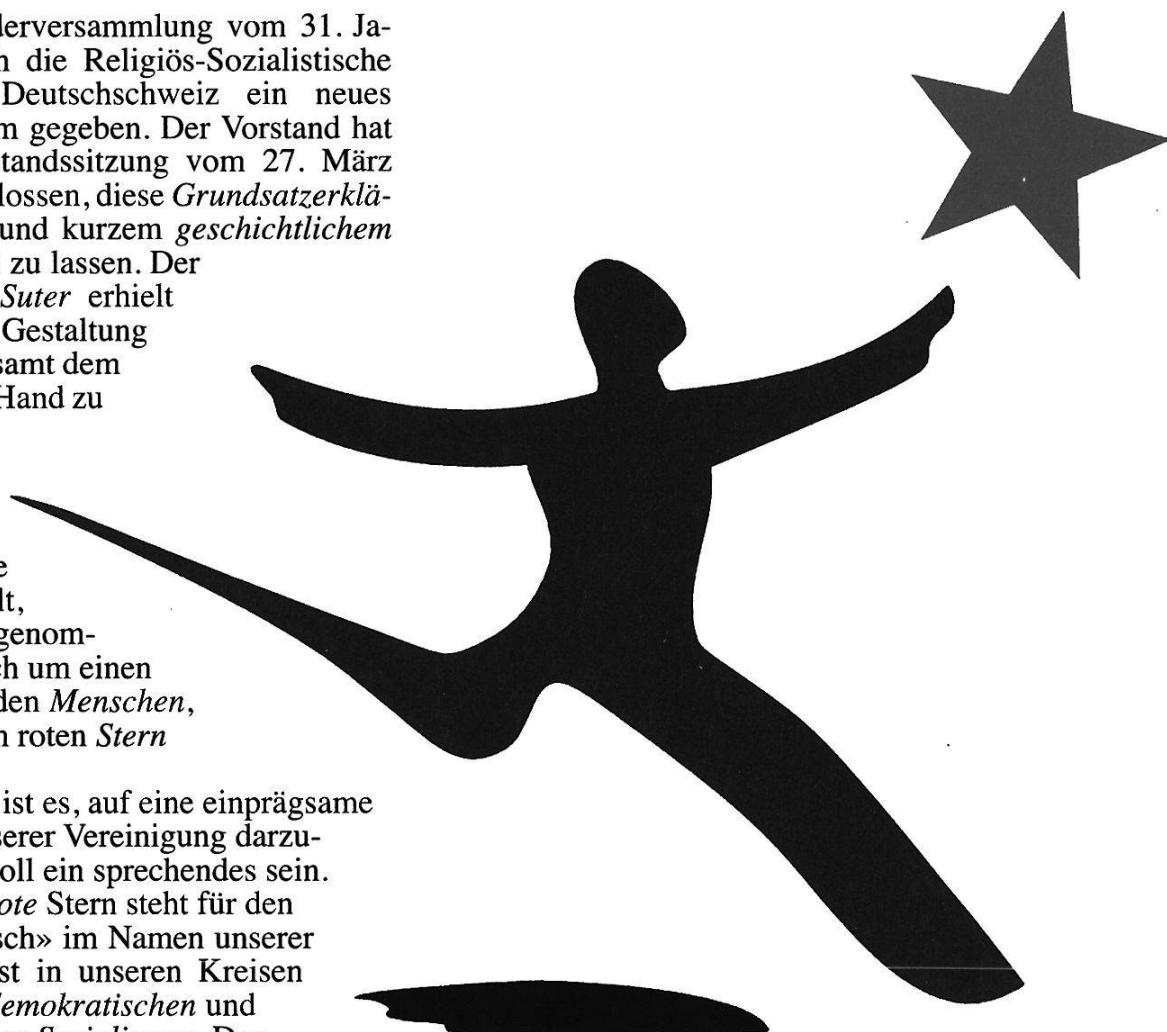 derversammlung vom 31. Ja-
n die Religiös-Sozialistische
Deutschschweiz ein neues
m gegeben. Der Vorstand hat
tandssitzung vom 27. März
lossen, diese Grundsatzerklä-
und kurzem geschichtlichem
zu lassen. Der
Suter erhielt
Gestaltung
samt dem
Hand zu
e
lt,
genom-
ch um einen
den Menschen,
n roten Stern
ist es, auf eine einprägsame
serer Vereinigung darzu-
oll ein sprechendes sein.
ote Stern steht für den
sch» im Namen unserer
st in unseren Kreisen
demokratischen und